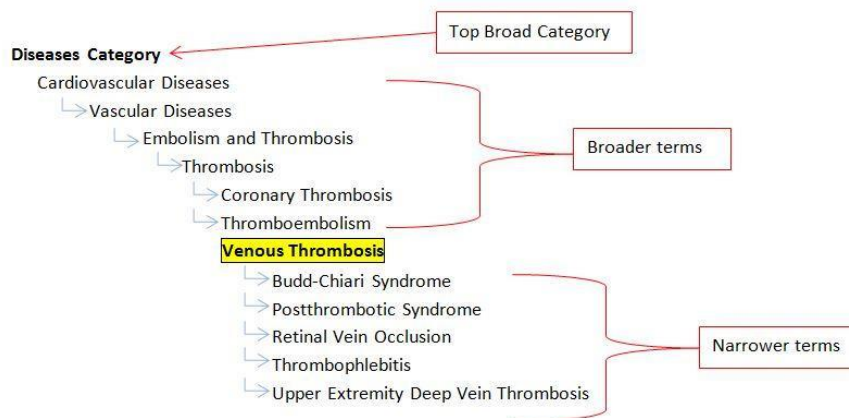 Top Broad Category
Diseases Category
Cardiovascular Diseases
Vascular Diseases
Embolism and Thrombosis
Broader terms
Thrombosis
Coronary Thrombosis
Thromboembolism
Venous Thrombosis
Budd-Chiari Syndrome
Postthrombotic Syndrome
Retinal Vein Occlusion
Narrower terms
Thrombophlebitis
Upper Extremity Deep Vein Thrombosis